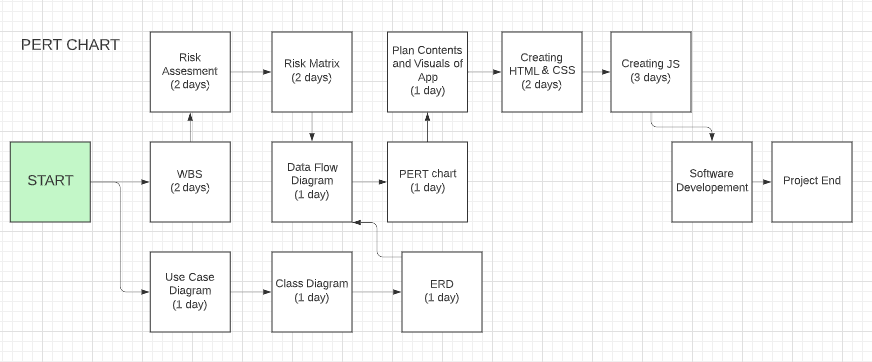 PERT CHART
Risk
Assesment
(2 days)
Risk Matrix
(2 days)
Plan Contents
and Visuals of
App
(1 day)
Creating
HTML & CSS
(2 days)
Creating JS
(3 days)
START
WBS
(2 days)
Data Flow
Diagram
(1 day)
PERT chart
(1 day)
Software
Developement
Project End
Use Case
Diagram
(1 day)
Class Diagram
(1 day)
ERD
(1 day)